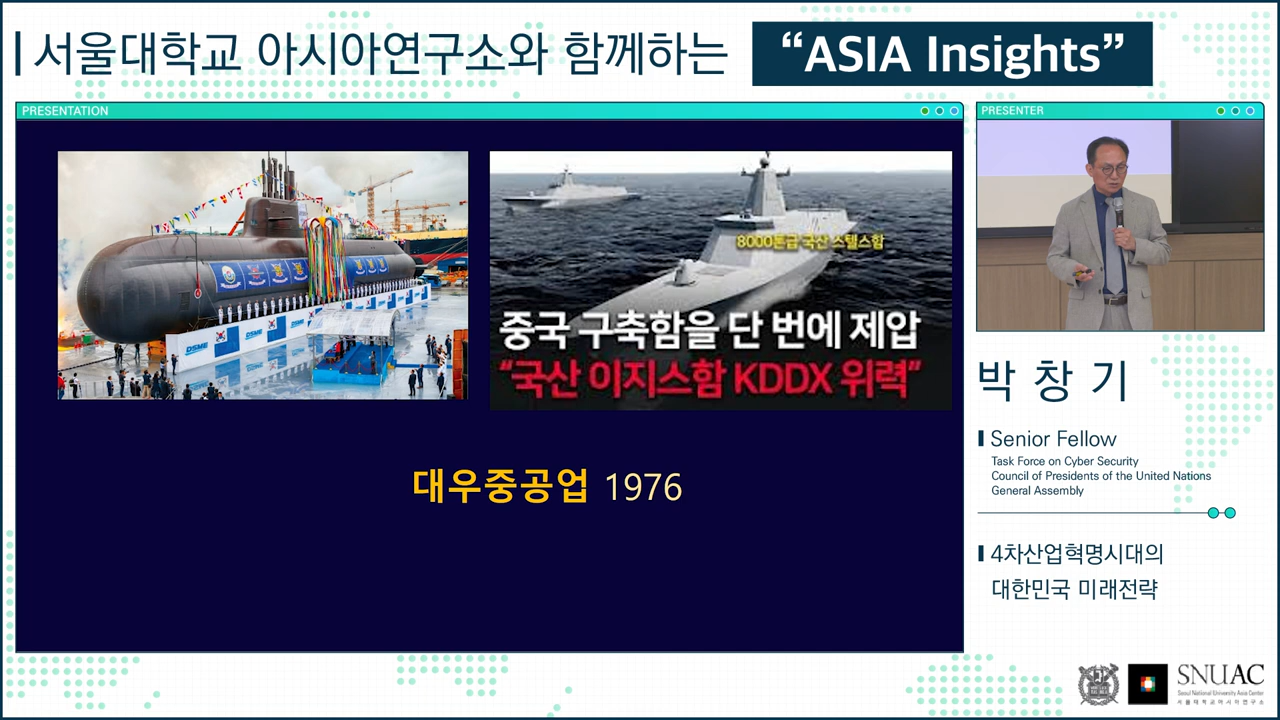 서울대학교 아시아연구소와 함께하는
“ASIA Insights”
PRESENTATION
8000톤급 국산 스텔스함
중국 구축함을 단 번에 제압
“국산 이지스함 KDDX 위력”
DSME
DSME
DSME
대우중공업 1976
PRESENTER
박창기
Senior Fellow
Task Force on Cyber Security
Council of Presidents of the United Nations
General Assembly
4차산업혁명시대의
대한민국 미래전략
SNUAC
Seoul National University Asia Center
서울대학교아시아연구소